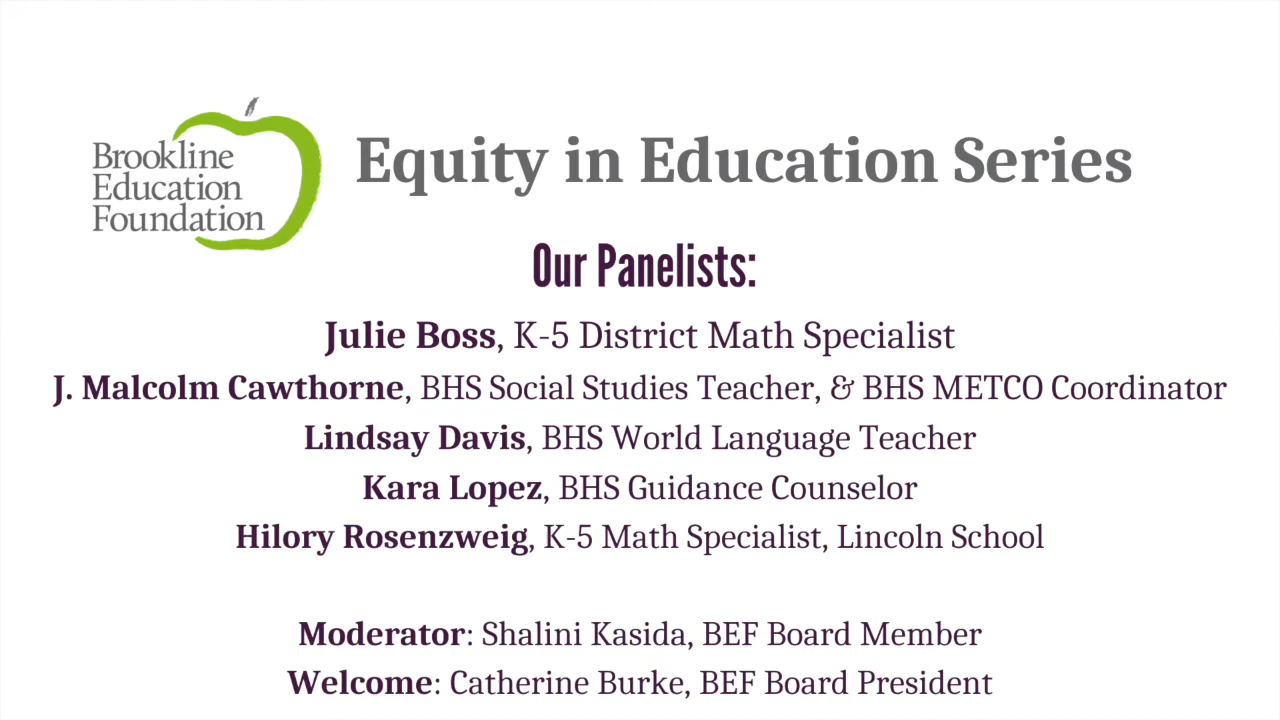 Brookline
Education
Foundation
Equity in Education Series
Our Panelists:
Julie Boss, K-5 District Math Specialist
J. Malcolm Cawthorne, BHS Social Studies Teacher, & BHS METCO Coordinator
Lindsay Davis, BHS World Language Teacher
Kara Lopez, BHS Guidance Counselor
Hilory Rosenzweig, K-5 Math Specialist, Lincoln School
Moderator: Shalini Kasida, BEF Board Member
Welcome: Catherine Burke, BEF Board President